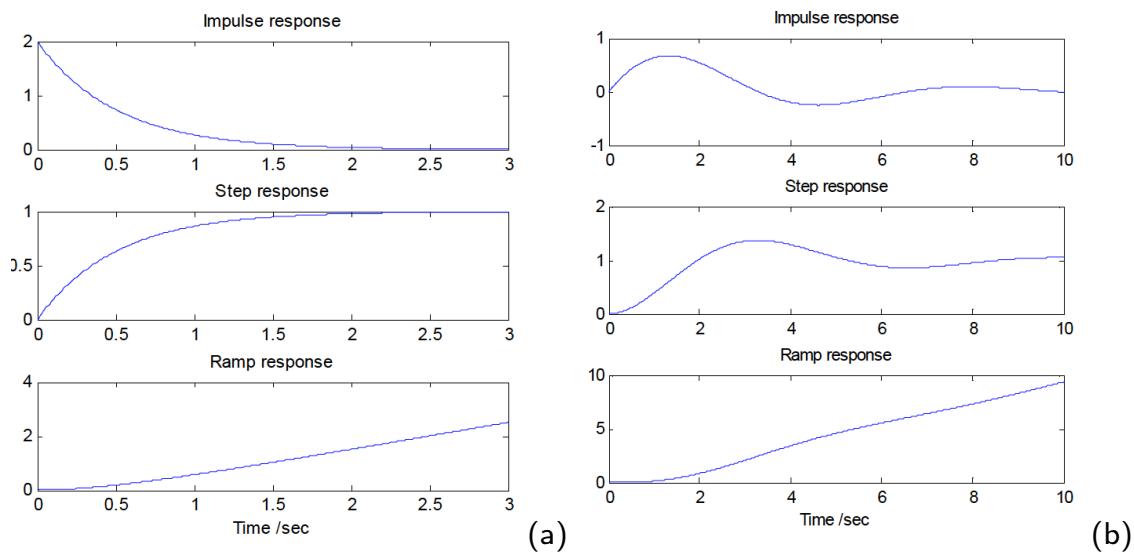 Impulse response
2
1
0
0 0.5 1 1.5 2 2.5 3
Step response
1
0.5
0
0 0.5 1 1.5 2 2.5 3
Ramp response
4
2
0
0 0.5 1 1.5 2 2.5 3
Time /sec
(a)
Impulse response
1
0
-1
0 2 4 6 8 10
Step response
2
1
0
0 2 4 6 8 10
Ramp response
10
5
0
0 2 4 6 8 10
Time /sec
(b)